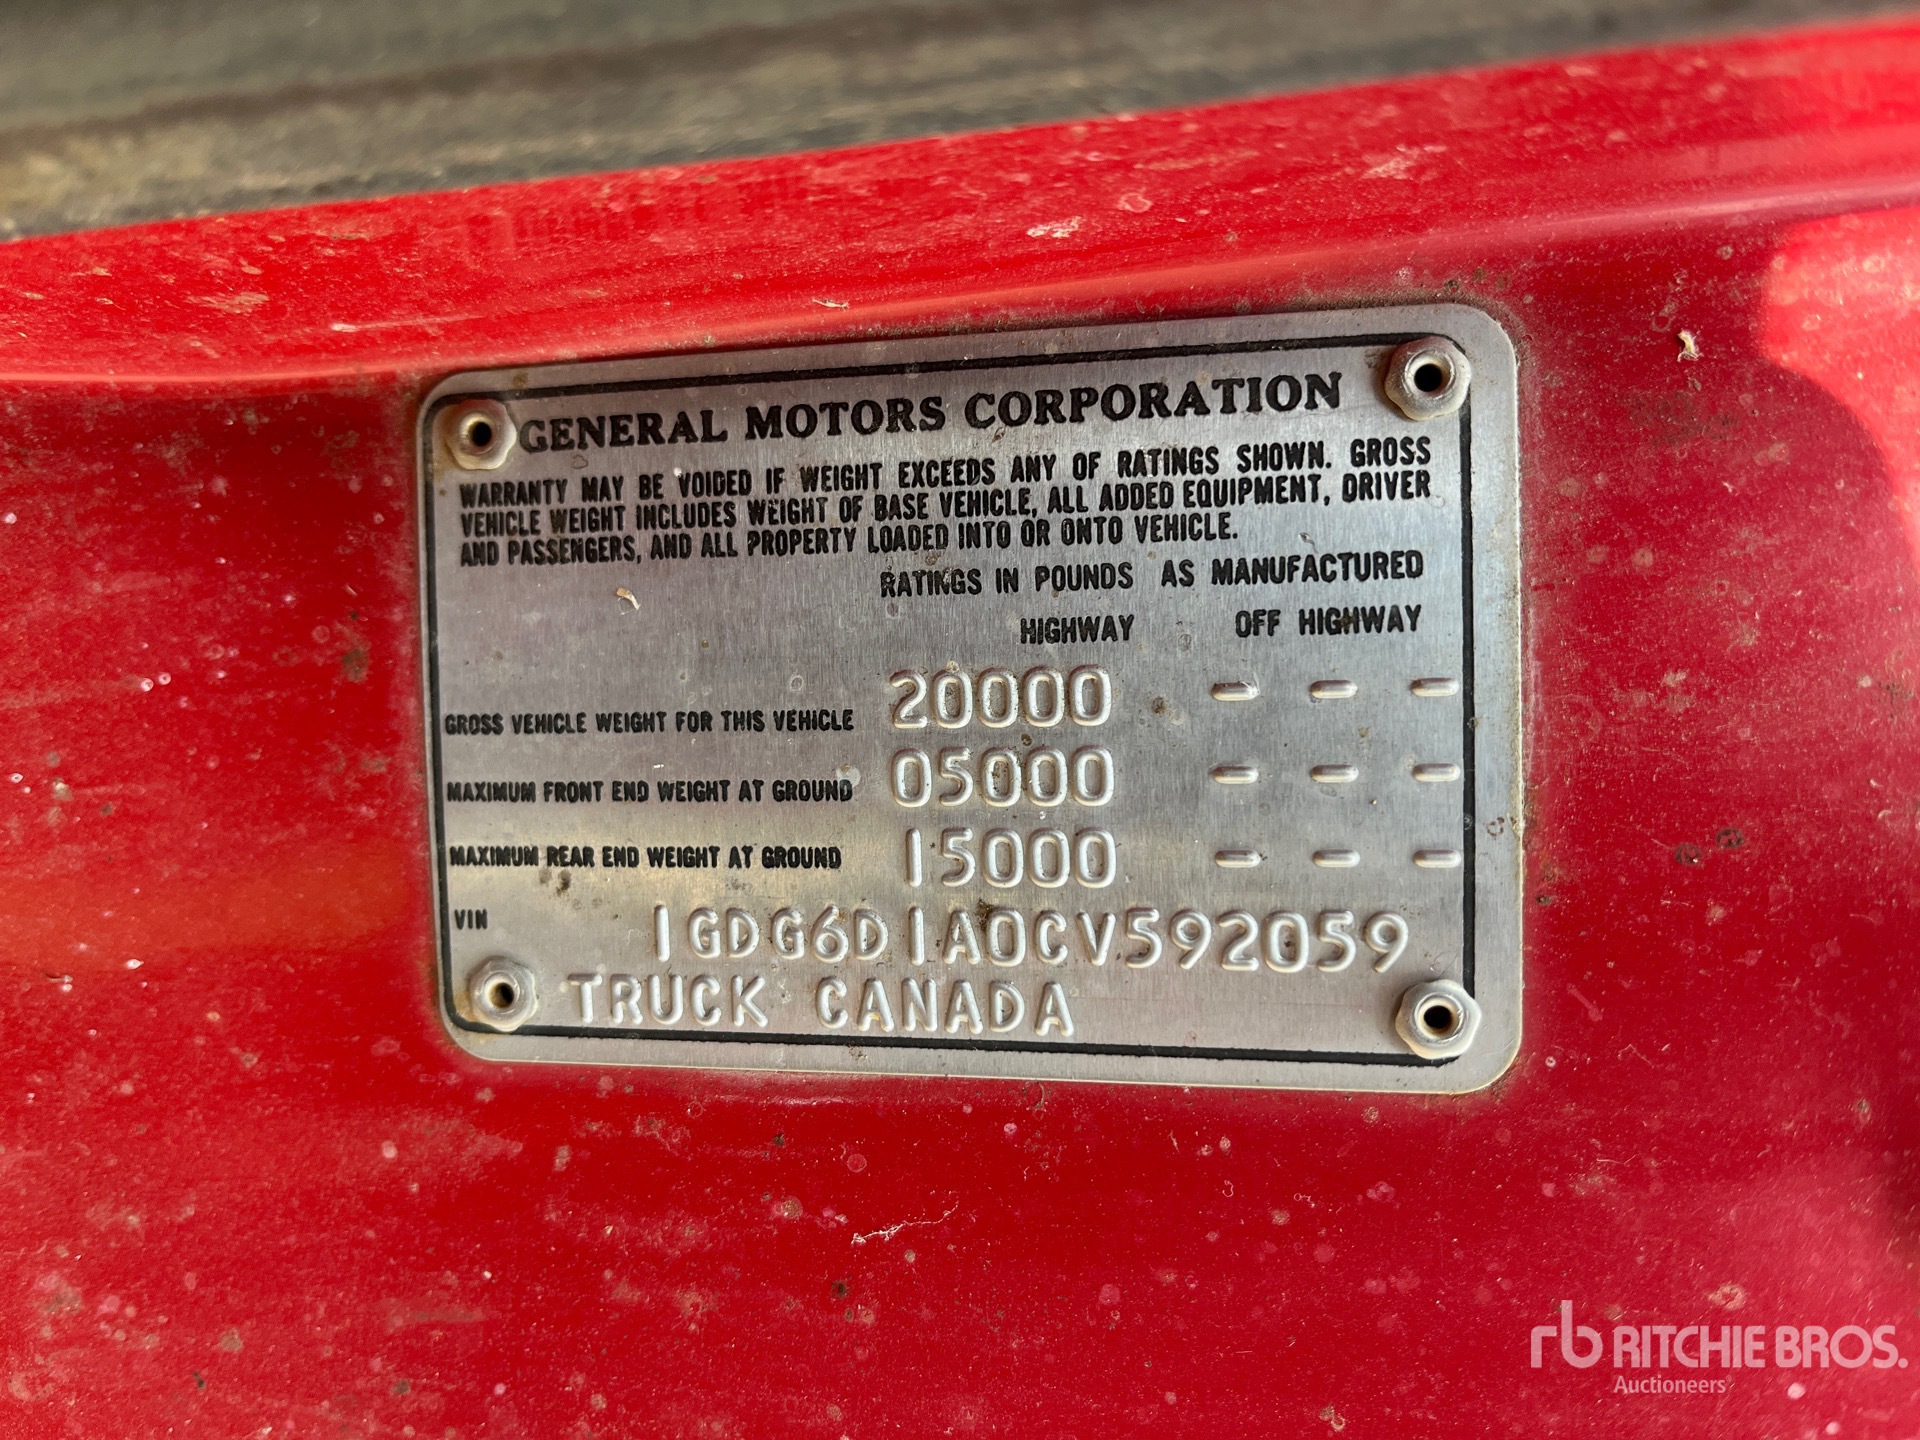 GENERAL MOTORS CORPORATION
WARRANTY MAY BE VOIDED IF WEIGHT EXCEEDS ANY OF RATINGS SHOWN. GROSS
VEHICLE WEIGHT INCLUDES WEIGHT OF BASE VEHICLE, ALL ADDED EQUIPMENT, DRIVER
AND PASSENGERS, AND ALL PROPERTY LOADED INTO OR ONTO VEHICLE.
RATINGS IN POUNDS AS MANUFACTURED
HIGHWAY OFF HIGHWAY
GROSS VEHICLE WEIGHT FOR THIS VEHICLE 20000 - - -
MAXIMUM FRONT END WEIGHT AT GROUND 05000 - - -
MAXIMUM REAR END WEIGHT AT GROUND 15000 - - -
VIN 1GDG6D1A0CV592059
TRUCK CANADA
rb RITCHIE BROS.
Auctioneers